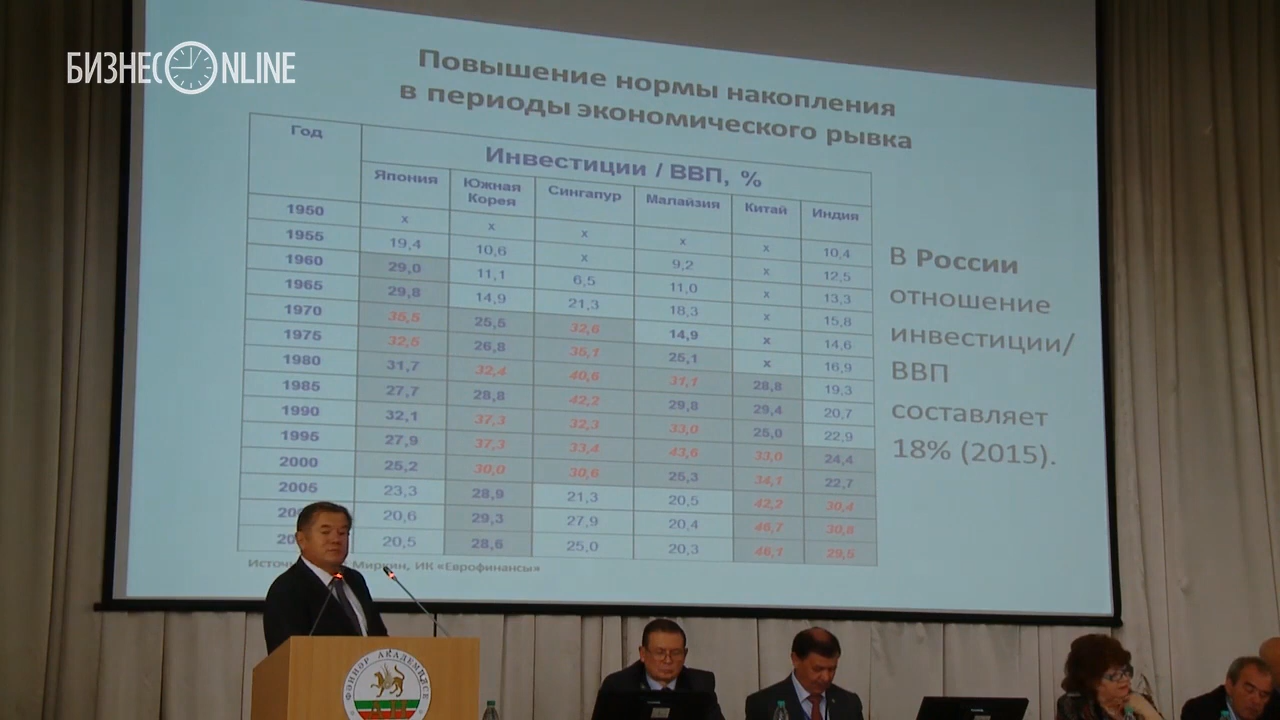 БИЗНЕС ONLINE
Повышение нормы накопления
в периоды экономического рывка
Год Инвестиции / ВВП, %
Япония Южная Корея Сингапур Малайзия Китай Индия
1950 x x x x x 10,4
1955 19,4 10,6 x 9,2 x 12,5
1960 29,0 11,1 6,5 11,0 x 13,3
1965 29,8 14,9 21,3 18,3 x 15,8
1970 35,5 25,5 32,6 14,9 x 14,6
1975 32,5 26,8 35,1 25,1 x 16,9
1980 31,7 32,4 40,6 31,1 28,8 19,3
1985 27,7 28,8 42,2 29,8 29,4 20,7
1990 32,1 37,3 32,3 33,0 25,0 22,9
1995 27,9 37,3 33,4 43,6 33,0 24,4
2000 25,2 30,0 30,6 25,3 34,1 22,7
2005 23,3 28,9 21,3 20,5 42,2 30,4
20,6 29,3 27,9 20,4 46,7 30,8
20,5 28,6 25,0 20,3 46,1 29,5
Миркин, ИК «Еврофинансы»
В России
отношение
инвестиции/
ВВП
составляет
18% (2015).
ФӘННӘР АКАДЕМИЯСЕ
АН